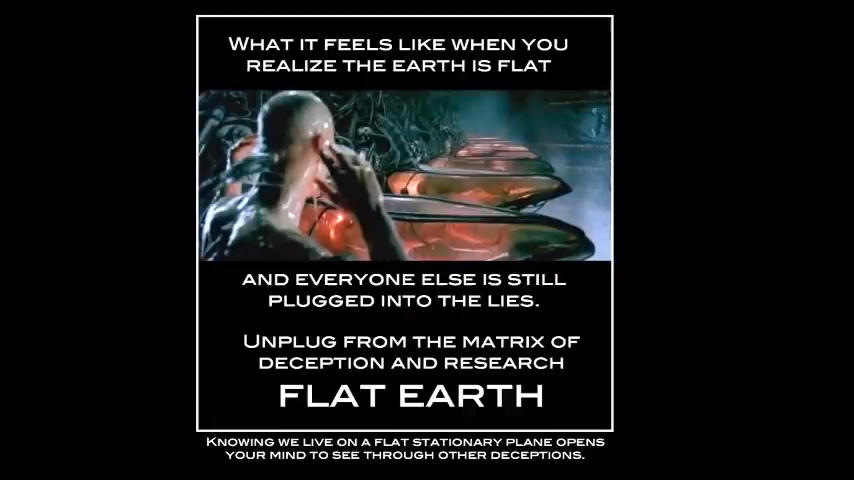 WHAT IT FEELS LIKE WHEN YOU
REALIZE THE EARTH IS FLAT
AND EVERYONE ELSE IS STILL
PLUGGED INTO THE LIES.
UNPLUG FROM THE MATRIX OF
DECEPTION AND RESEARCH
FLAT EARTH
KNOWING WE LIVE ON A FLAT STATIONARY PLANE OPENS
YOUR MIND TO SEE THROUGH OTHER DECEPTIONS.